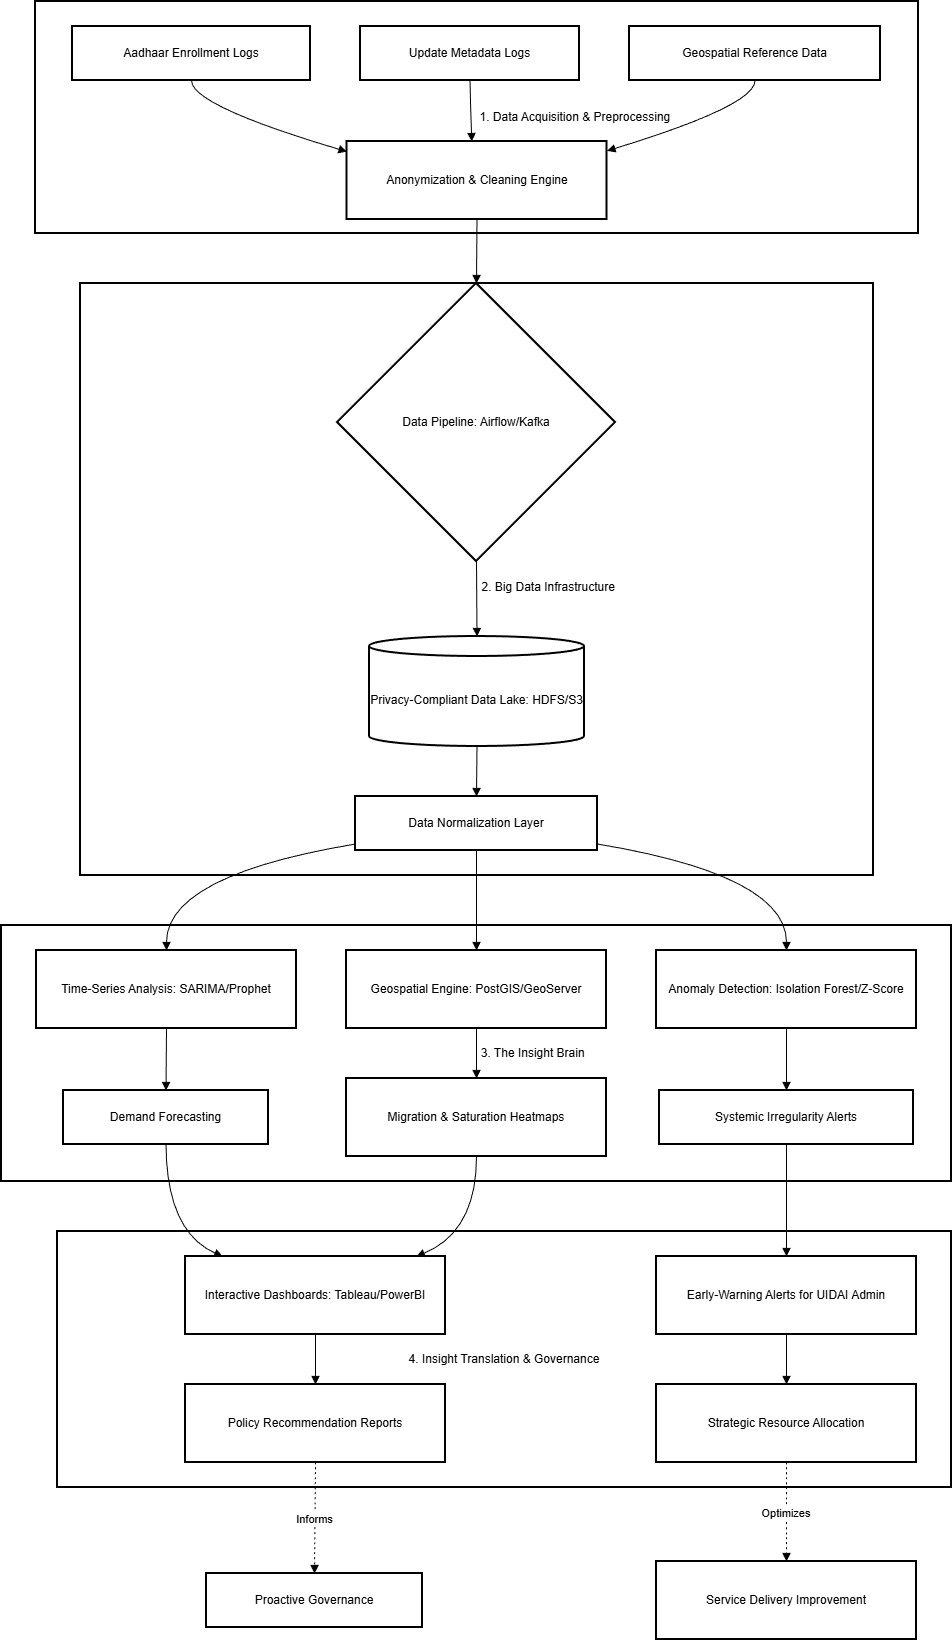 Aadhaar Enrollment Logs
Update Metadata Logs
Geospatial Reference Data
1. Data Acquisition & Preprocessing
Anonymization & Cleaning Engine
Data Pipeline: Airflow/Kafka
2. Big Data Infrastructure
Privacy-Compliant Data Lake: HDFS/S3
Data Normalization Layer
Time-Series Analysis: SARIMA/Prophet
Geospatial Engine: PostGIS/GeoServer
Anomaly Detection: Isolation Forest/Z-Score
3. The Insight Brain
Demand Forecasting
Migration & Saturation Heatmaps
Systemic Irregularity Alerts
Interactive Dashboards: Tableau/PowerBI
Early-Warning Alerts for UIDAI Admin
4. Insight Translation & Governance
Policy Recommendation Reports
Strategic Resource Allocation
Informs
Optimizes
Proactive Governance
Service Delivery Improvement